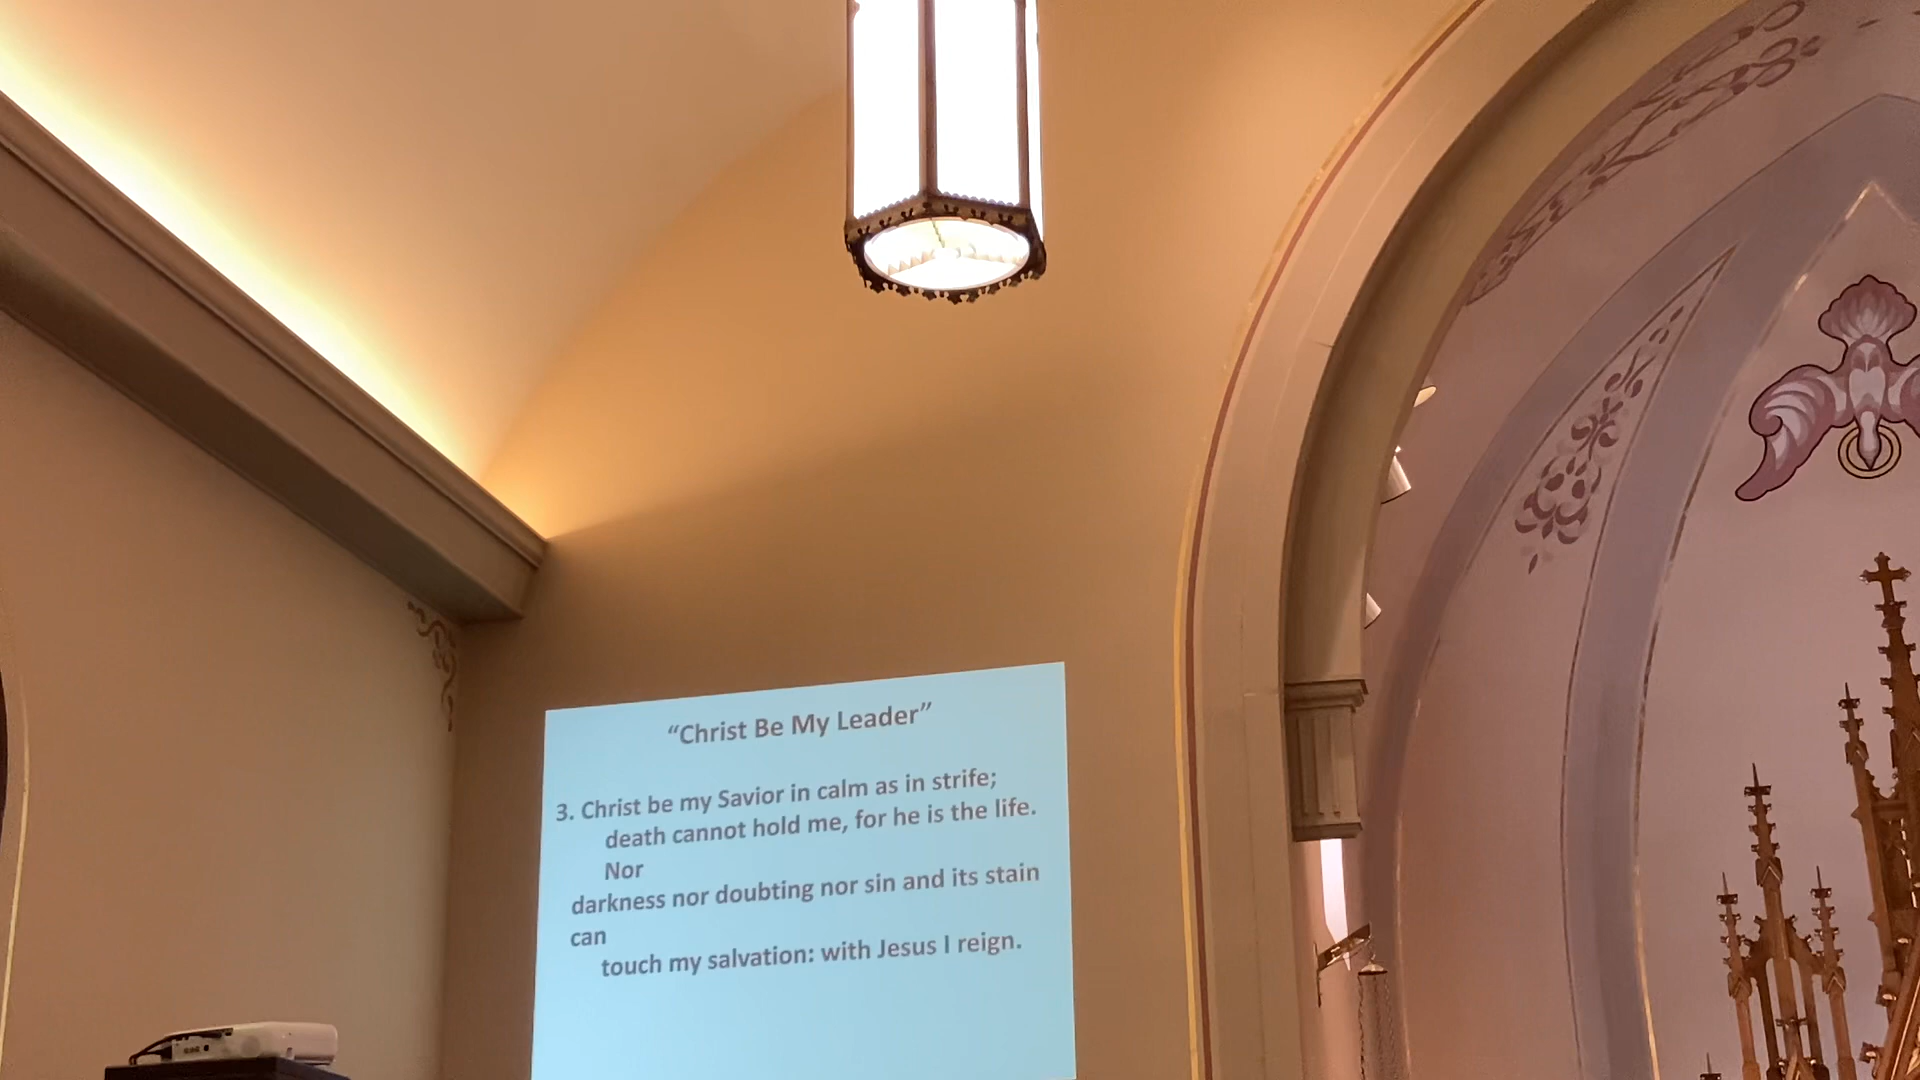 “Christ Be My Leader”
3. Christ be my Savior in calm as in strife;
death cannot hold me, for he is the life.
Nor
darkness nor doubting nor sin and its stain
can
touch my salvation: with Jesus I reign.